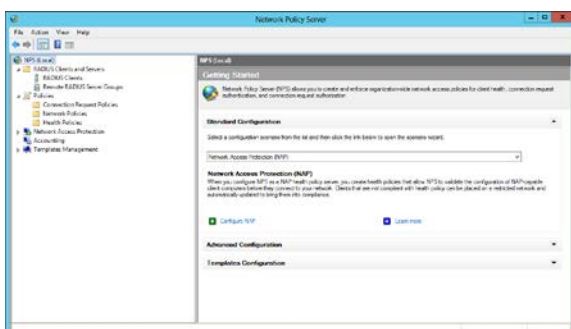 Network Policy Server
File Action View Help
NPS (Local)
RADIUS Clients and Servers
RADIUS Clients
Remote RADIUS Server Groups
Policies
Connection Request Policies
Network Policies
Health Policies
Network Access Protection
Accounting
Templates Management
NPS (Local)
Getting Started
Network Policy Server (NPS) allows you to create and enforce organization-wide network access policies for client health, connection request
authentication, and connection request authorization.
Standard Configuration
Select a configuration scenario from the list and then click the link below to open the scenario wizard.
Network Access Protection (NAP)
Network Access Protection (NAP)
When you configure NPS as a NAP health policy server, you create health policies that allow NPS to validate the configuration of NAP-capable
client computers before they connect to your network. Clients that are not compliant with health policy can be placed on a restricted network and
automatically updated to bring them into compliance.
Configure NAP
Learn more
Advanced Configuration
Templates Configuration